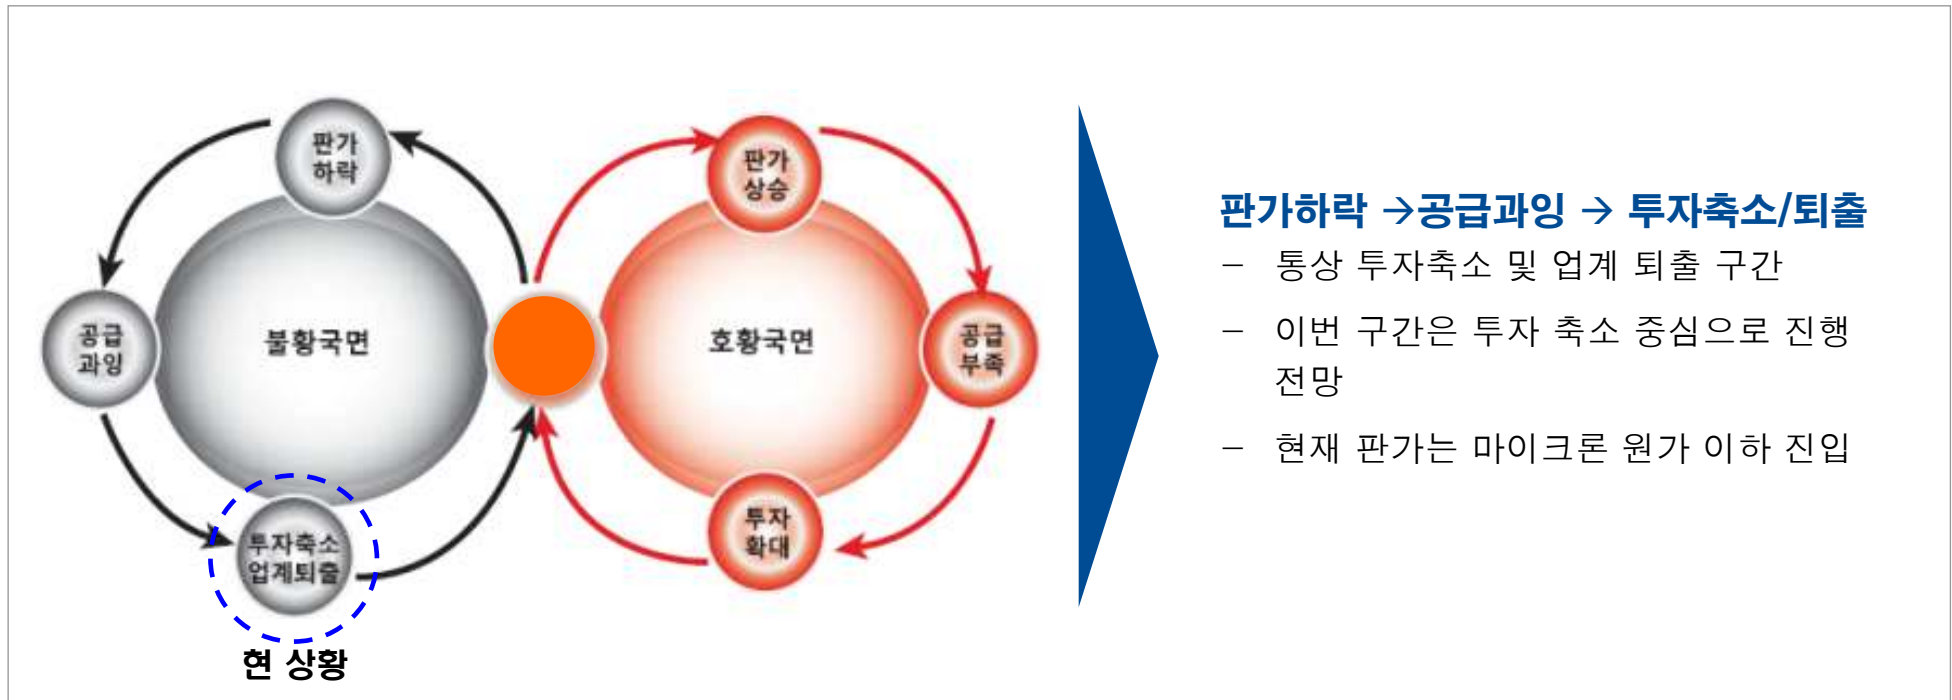 판가
하락
공급
과잉
불황국면
투자축소
업계퇴출
현 상황
판가
상승
호황국면
공급
부족
투자
확대
판가하락 →공급과잉 → 투자축소/퇴출
– 통상 투자축소 및 업계 퇴출 구간
– 이번 구간은 투자 축소 중심으로 진행
전망
– 현재 판가는 마이크론 원가 이하 진입